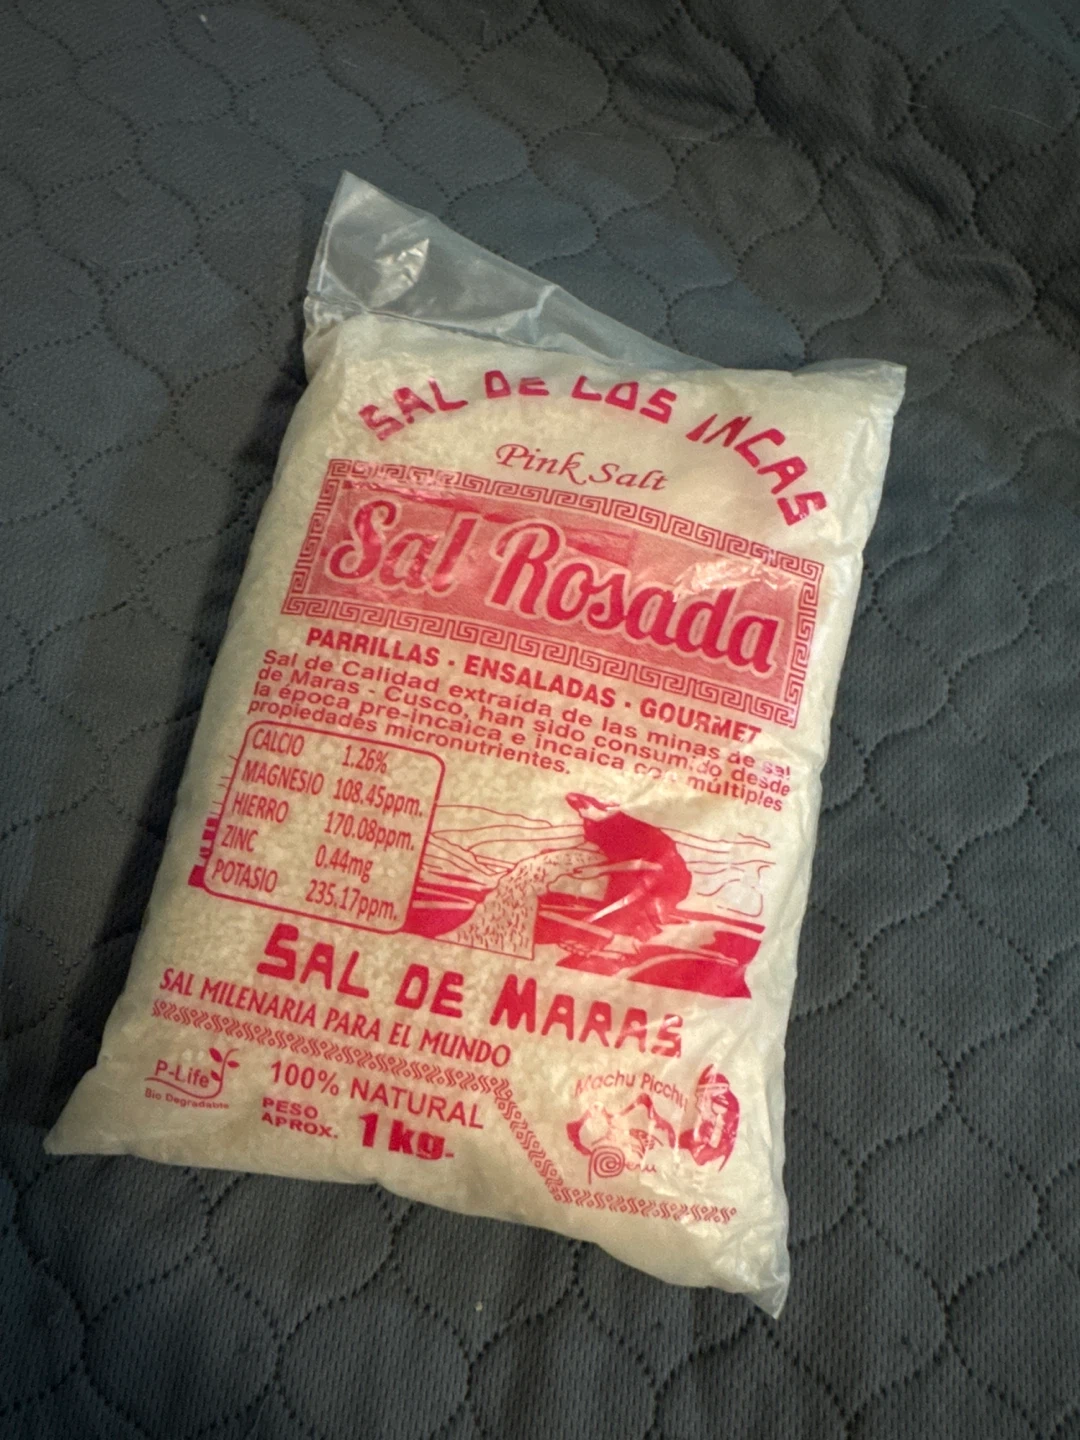 SAL DE LOS INCAS
Pink Salt
Sal Rosada
PARRILLAS · ENSALADAS · GOURMET
Sal de Calidad extraída de las minas de sal
de Maras - Cusco, han sido consumido desde
la época pre-incaica e incaica con múltiples
propiedades micronutrientes.
CALCIO 1.26%
MAGNESIO 108.45ppm.
HIERRO 170.08ppm.
ZINC 0.44mg
POTASIO 235.17ppm.
SAL DE MARAS
SAL MILENARIA PARA EL MUNDO
P-Life
Bio Degradable
100% NATURAL
PESO
APROX. 1kg.
Machu Picchu
Perú